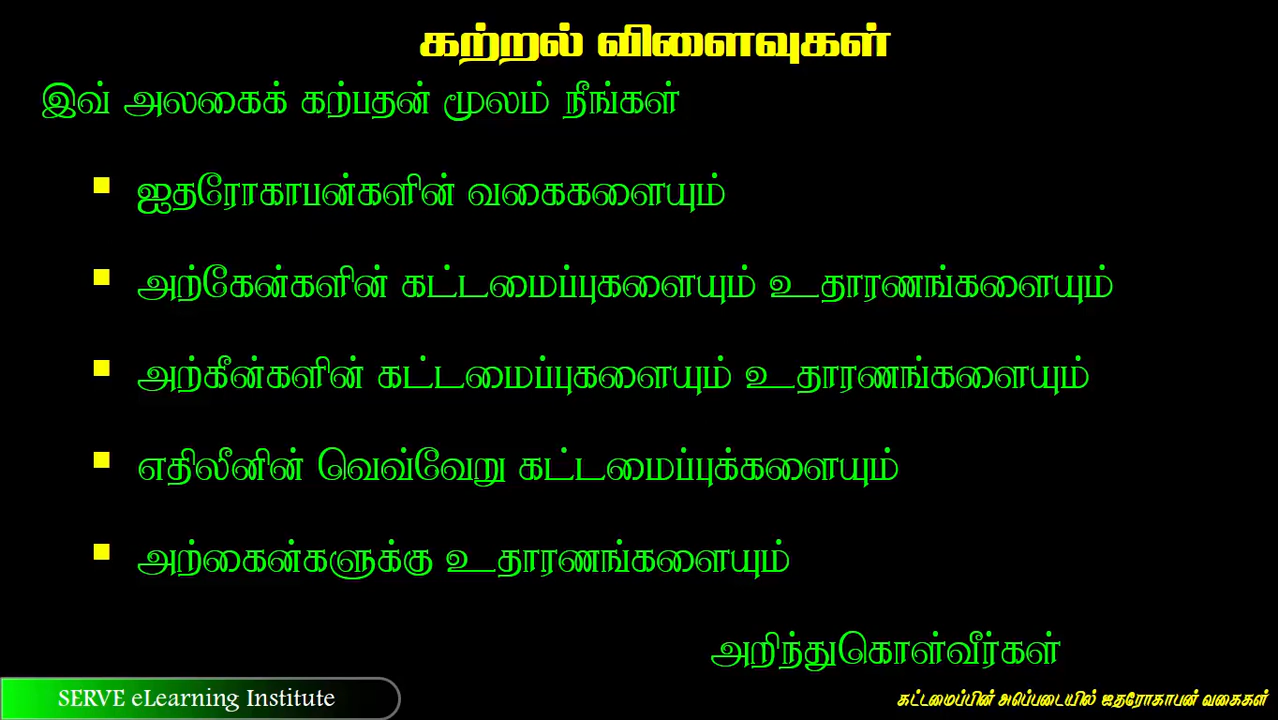 கற்றல் விளைவுகள்
இவ் அலகைக் கற்பதன் மூலம் நீங்கள்
ஐதரோகாபன்களின் வகைகளையும்
அற்கேன்களின் கட்டமைப்புகளையும் உதாரணங்களையும்
அற்கீன்களின் கட்டமைப்புகளையும் உதாரணங்களையும்
எதிலீனின் வெவ்வேறு கட்டமைப்புக்களையும்
அற்கைன்களுக்கு உதாரணங்களையும்
அறிந்துகொள்வீர்கள்
SERVE eLearning Institute
கட்டமைப்பின் அடிப்படையில் ஐதரோகாபன் வகைகள்